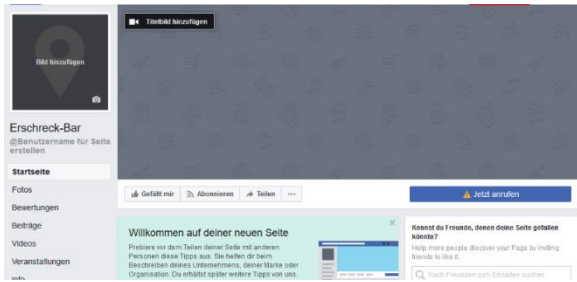 Titelbild hinzufügen
Bild hinzufügen
Erschreck-Bar
@Benutzername für Seite
erstellen
Startseite
Fotos
Bewertungen
Beiträge
Videos
Veranstaltungen
Info
Gefällt mir
Abonnieren
Teilen
Jetzt anrufen
Willkommen auf deiner neuen Seite
Probiere vor dem Teilen deiner Seite mit anderen
Personen diese Tipps aus. Sie helfen dir beim
Beschreiben deines Unternehmens, deiner Marke oder
Organisation. Du erhältst später weitere Tipps von uns.
Kennst du Freunde, denen deine Seite gefallen
könnte?
Help more people discover your Page by inviting
friends to like it.
Nach Freunden zum Einladen suchen